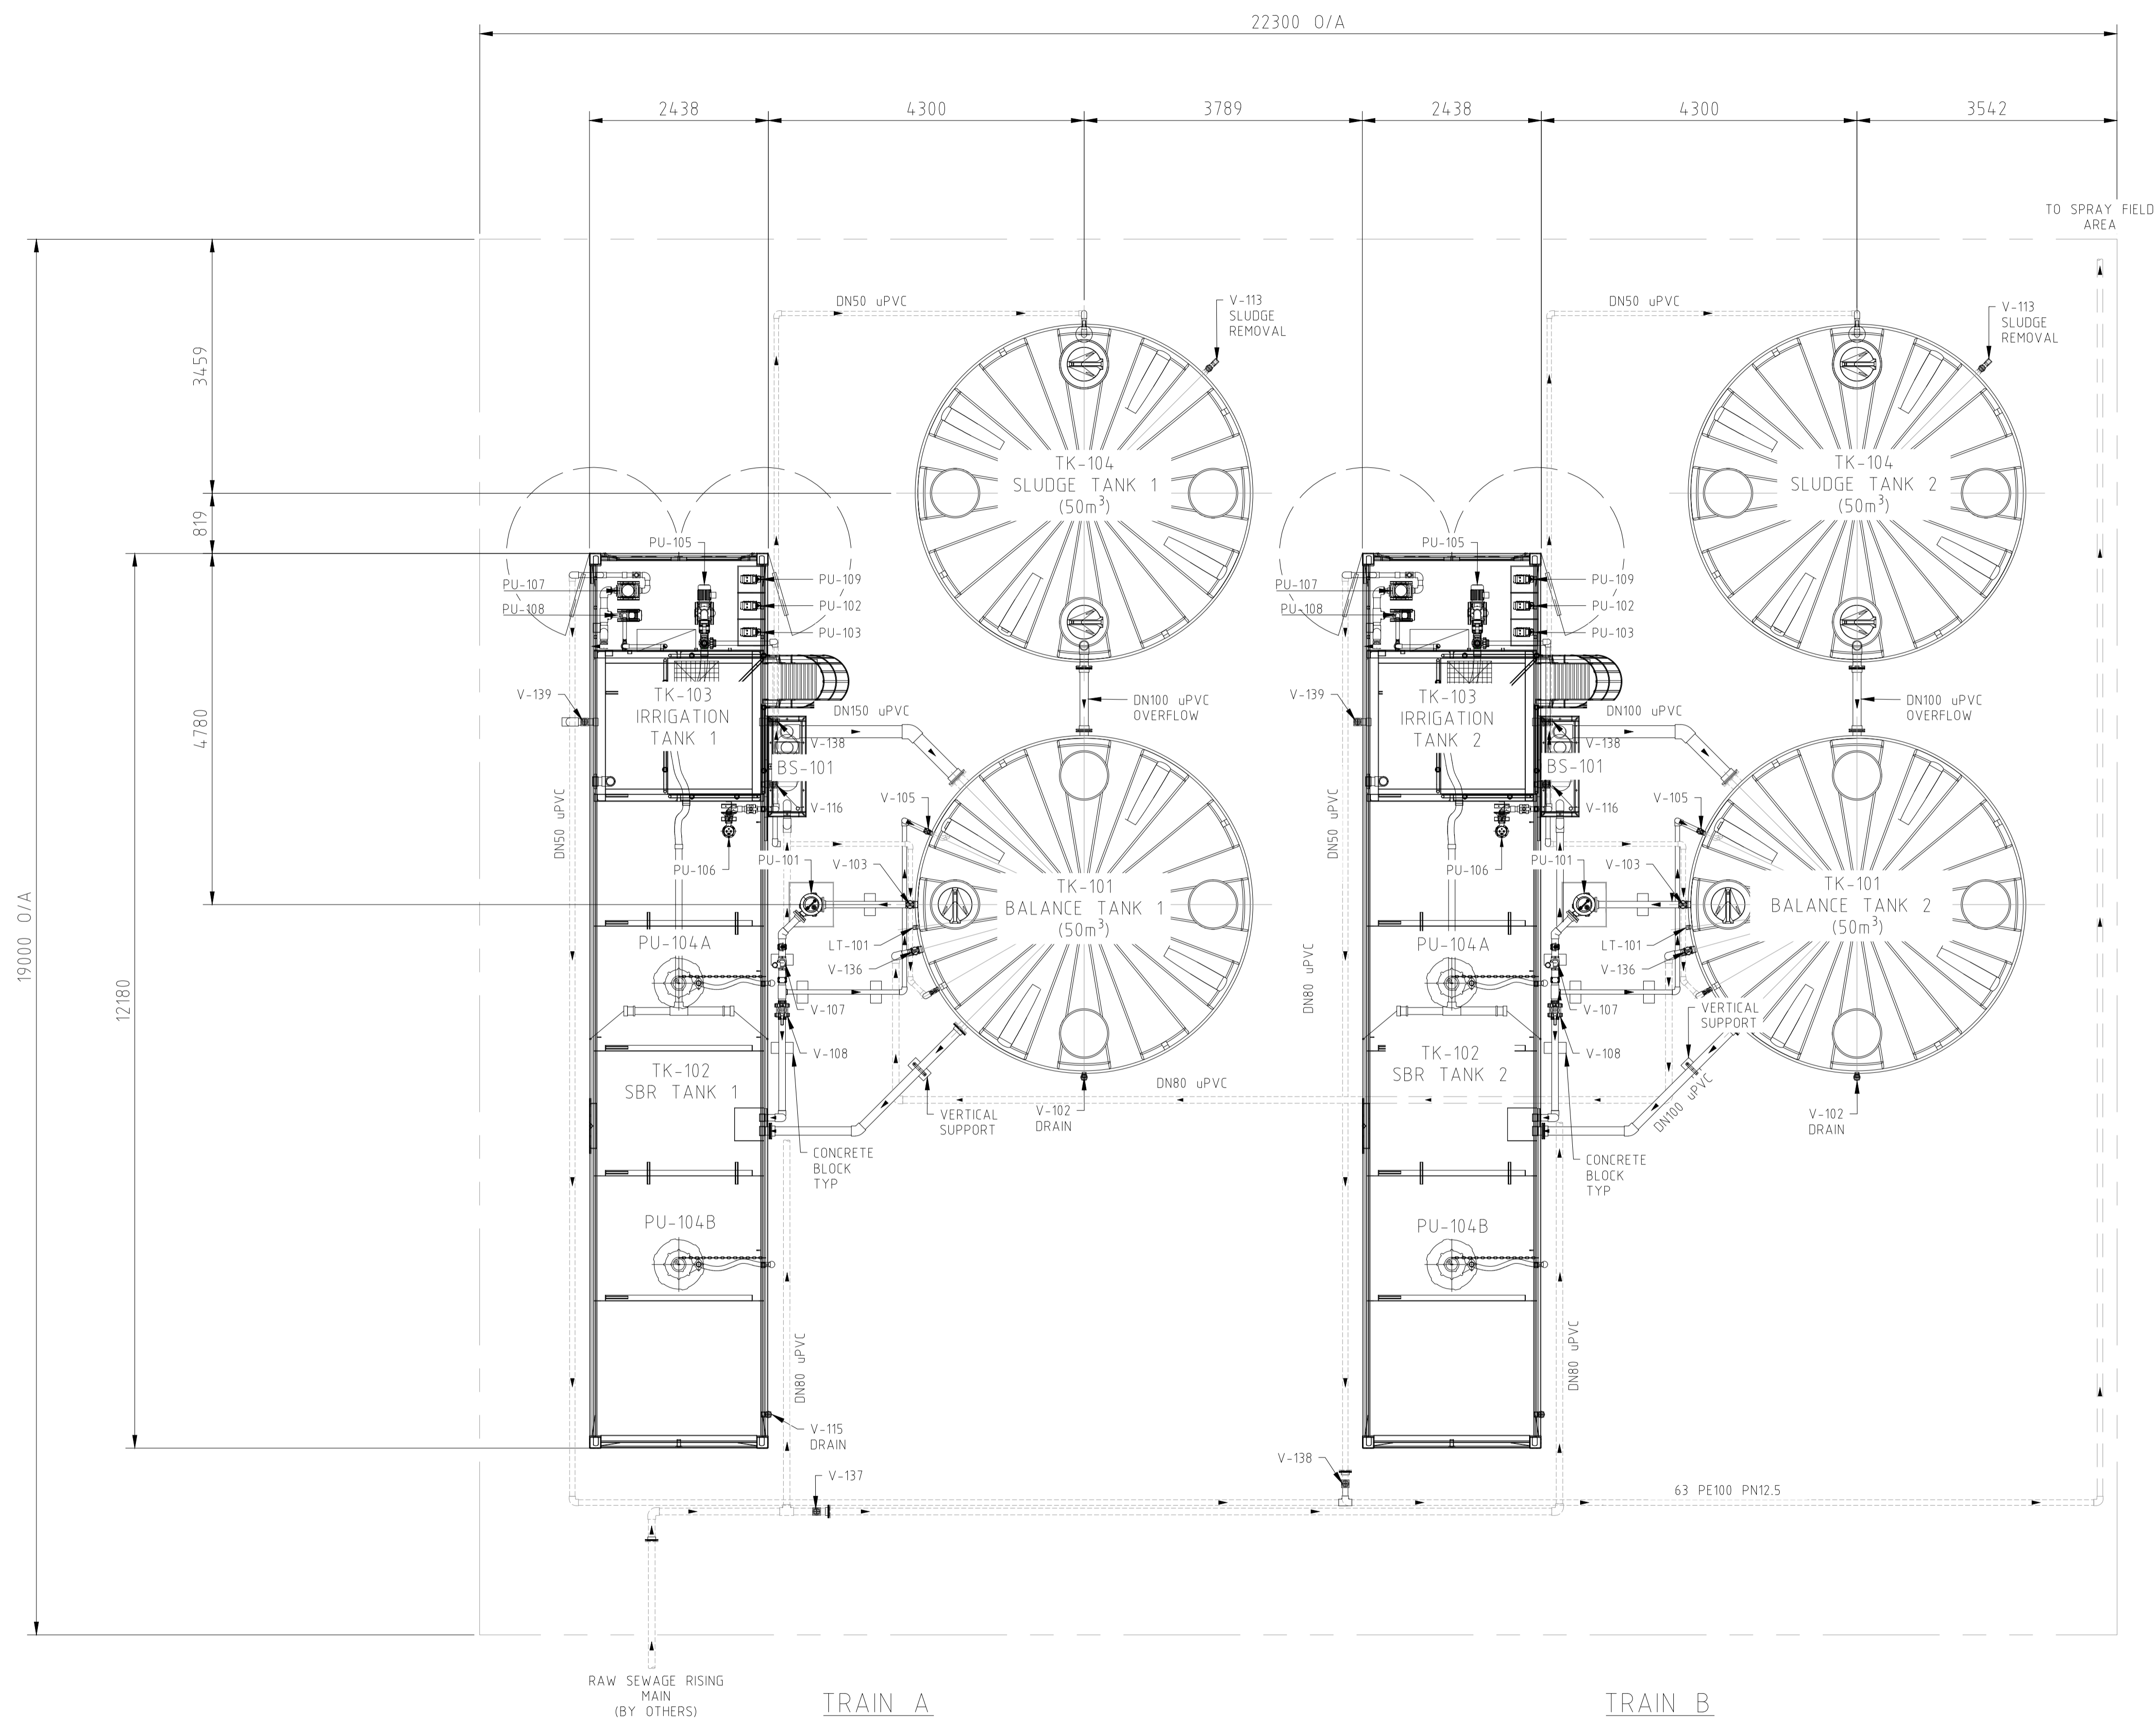 22300 O/A
2438
4300
3789
2438
4300
3542
TO SPRAY FIELD
AREA
3459
819
4780
12180
19000 O/A
DN50 uPVC
V-113
SLUDGE
REMOVAL
TK-104
SLUDGE TANK 1
(50m³)
PU-105
PU-107
PU-108
PU-109
PU-102
PU-103
V-139
TK-103
IRRIGATION
TANK 1
DN150 uPVC
DN100 uPVC
OVERFLOW
V-138
BS-101
V-116
V-105
DN50 uPVC
PU-106
PU-101
V-103
TK-101
BALANCE TANK 1
(50m³)
PU-104A
LT-101
V-136
V-107
V-108
TK-102
SBR TANK 1
VERTICAL
SUPPORT
V-102
DRAIN
DN80 uPVC
CONCRETE
BLOCK
TYP
PU-104B
DN80 uPVC
V-115
DRAIN
V-137
RAW SEWAGE RISING
MAIN
(BY OTHERS)
TRAIN A
DN50 uPVC
V-113
SLUDGE
REMOVAL
TK-104
SLUDGE TANK 2
(50m³)
PU-105
PU-107
PU-108
PU-109
PU-102
PU-103
V-139
TK-103
IRRIGATION
TANK 2
DN100 uPVC
DN100 uPVC
OVERFLOW
V-138
BS-101
V-116
V-105
DN50 uPVC
PU-106
PU-101
V-103
TK-101
BALANCE TANK 2
(50m³)
PU-104A
LT-101
V-136
DN80 uPVC
V-107
VERTICAL
SUPPORT
V-108
TK-102
SBR TANK 2
DN100 uPVC
V-102
DRAIN
CONCRETE
BLOCK
TYP
PU-104B
DN80 uPVC
V-138
63 PE100 PN12.5
TRAIN B